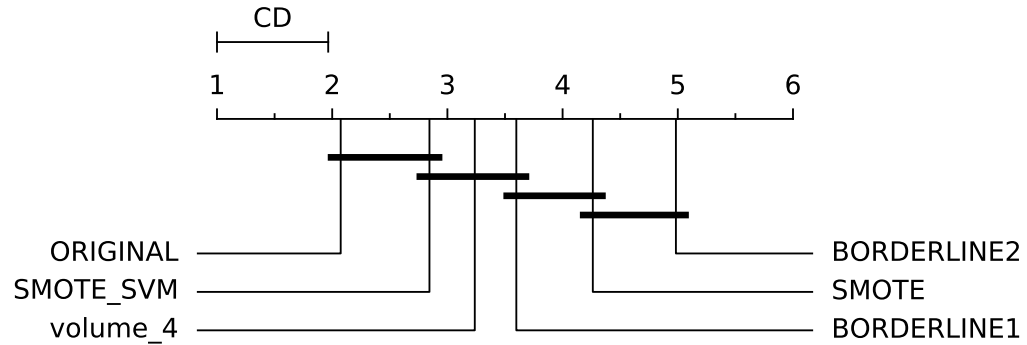 CD
1 2 3 4 5 6
ORIGINAL BORDERLINE2
SMOTE_SVM SMOTE
volume_4 BORDERLINE1